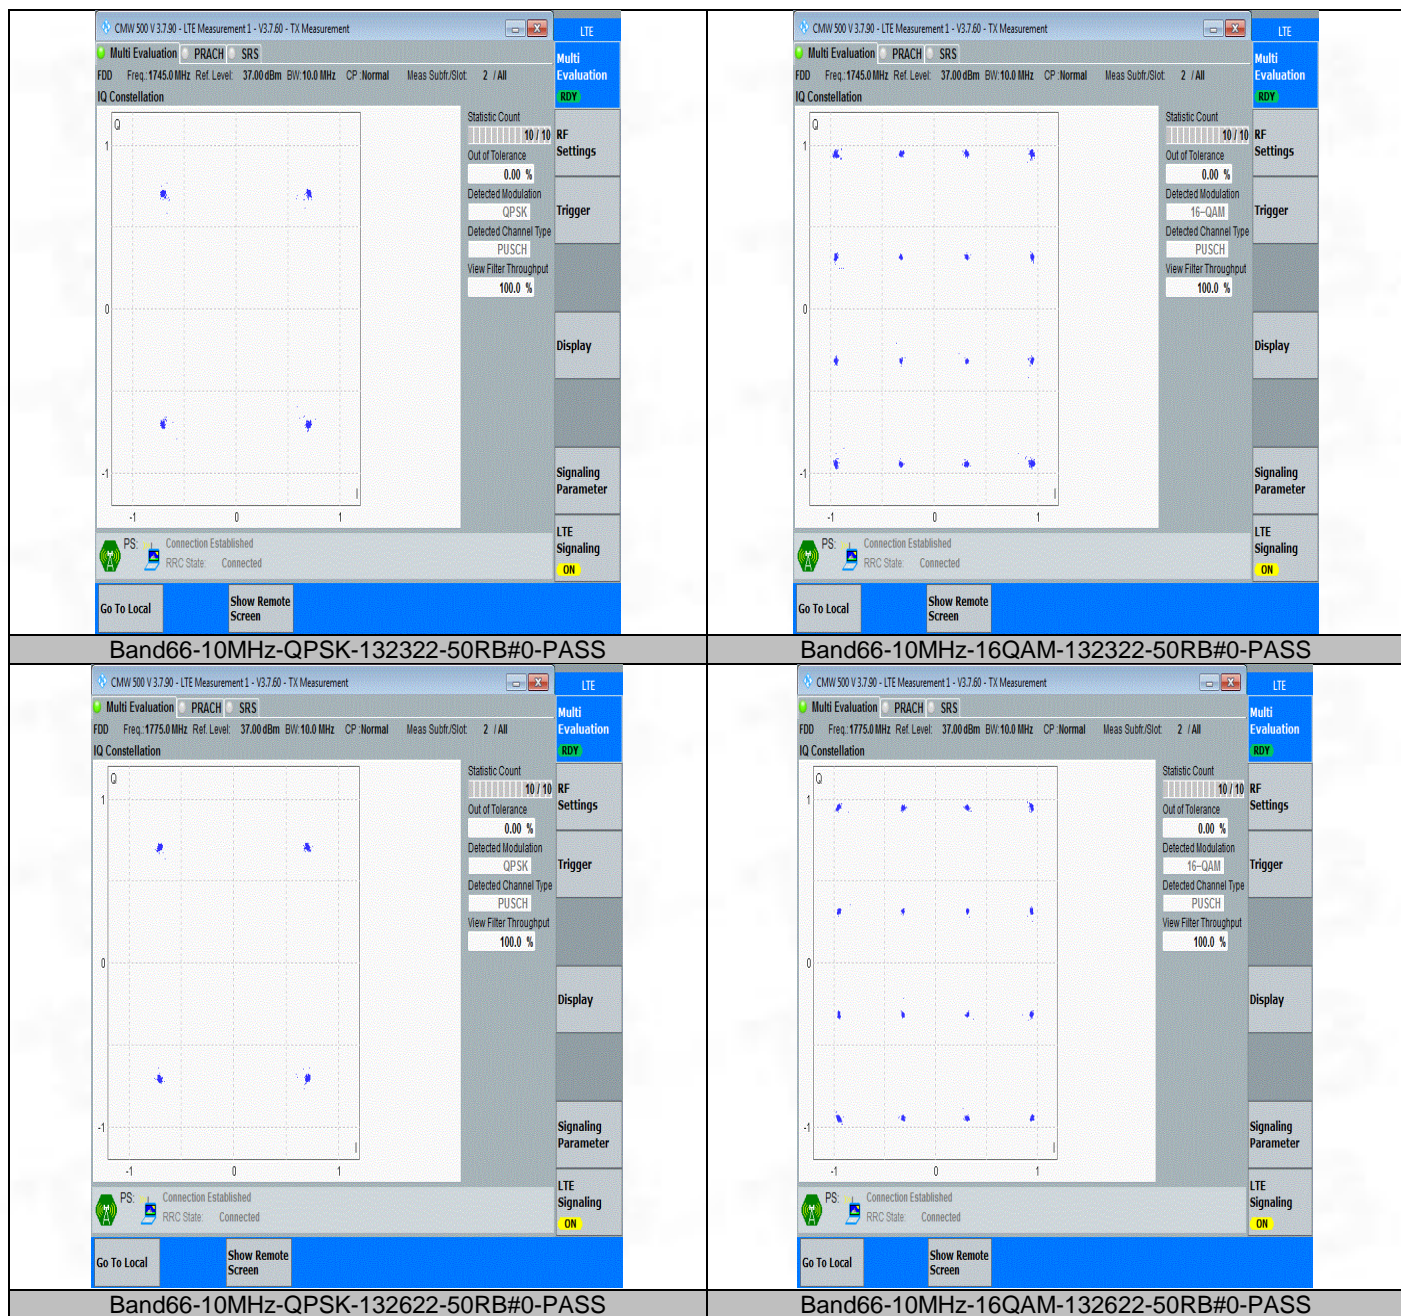 CMW 500 V 3.7.90 - LTE Measurement 1 - V3.7.60 - TX Measurement
LTE
Multi Evaluation PRACH SRS
Multi Evaluation
RDY
FDD Freq.:1745.0 MHz Ref. Level: 37.00 dBm BW:10.0 MHz CP :Normal Meas Subfr./Slot: 2 / All
IQ Constellation
Q
1
0
-1
-1 0 1
I
Statistic Count
10 / 10
Out of Tolerance
0.00 %
Detected Modulation
QPSK
Detected Channel Type
PUSCH
View Filter Throughput
100.0 %
RF
Settings
Trigger
Display
Signaling
Parameter
LTE
Signaling
ON
PS: Connection Established
RRC State: Connected
Go To Local
Show Remote
Screen
Band66-10MHz-QPSK-132322-50RB#0-PASS
CMW 500 V 3.7.90 - LTE Measurement 1 - V3.7.60 - TX Measurement
LTE
Multi Evaluation PRACH SRS
Multi Evaluation
RDY
FDD Freq.:1745.0 MHz Ref. Level: 37.00 dBm BW:10.0 MHz CP :Normal Meas Subfr./Slot: 2 / All
IQ Constellation
Q
1
0
-1
-1 0 1
I
Statistic Count
10 / 10
Out of Tolerance
0.00 %
Detected Modulation
16-QAM
Detected Channel Type
PUSCH
View Filter Throughput
100.0 %
RF
Settings
Trigger
Display
Signaling
Parameter
LTE
Signaling
ON
PS: Connection Established
RRC State: Connected
Go To Local
Show Remote
Screen
Band66-10MHz-16QAM-132322-50RB#0-PASS
CMW 500 V 3.7.90 - LTE Measurement 1 - V3.7.60 - TX Measurement
LTE
Multi Evaluation PRACH SRS
Multi
Evaluation
RDY
FDD Freq.:1775.0 MHz Ref. Level: 37.00 dBm BW:10.0 MHz CP :Normal Meas Subfr./Slot: 2 / All
IQ Constellation
Q
1
0
-1
-1 0 1
I
Statistic Count
10 / 10
Out of Tolerance
0.00 %
Detected Modulation
QPSK
Detected Channel Type
PUSCH
View Filter Throughput
100.0 %
RF
Settings
Trigger
Display
Signaling
Parameter
LTE
Signaling
ON
PS: Connection Established
RRC State: Connected
Go To Local
Show Remote
Screen
Band66-10MHz-QPSK-132622-50RB#0-PASS
CMW 500 V 3.7.90 - LTE Measurement 1 - V3.7.60 - TX Measurement
LTE
Multi Evaluation PRACH SRS
Multi
Evaluation
RDY
FDD Freq.:1775.0 MHz Ref. Level: 37.00 dBm BW:10.0 MHz CP :Normal Meas Subfr./Slot: 2 / All
IQ Constellation
Q
1
0
-1
-1 0 1
I
Statistic Count
10 / 10
Out of Tolerance
0.00 %
Detected Modulation
16-QAM
Detected Channel Type
PUSCH
View Filter Throughput
100.0 %
RF
Settings
Trigger
Display
Signaling
Parameter
LTE
Signaling
ON
PS: Connection Established
RRC State: Connected
Go To Local
Show Remote
Screen
Band66-10MHz-16QAM-132622-50RB#0-PASS